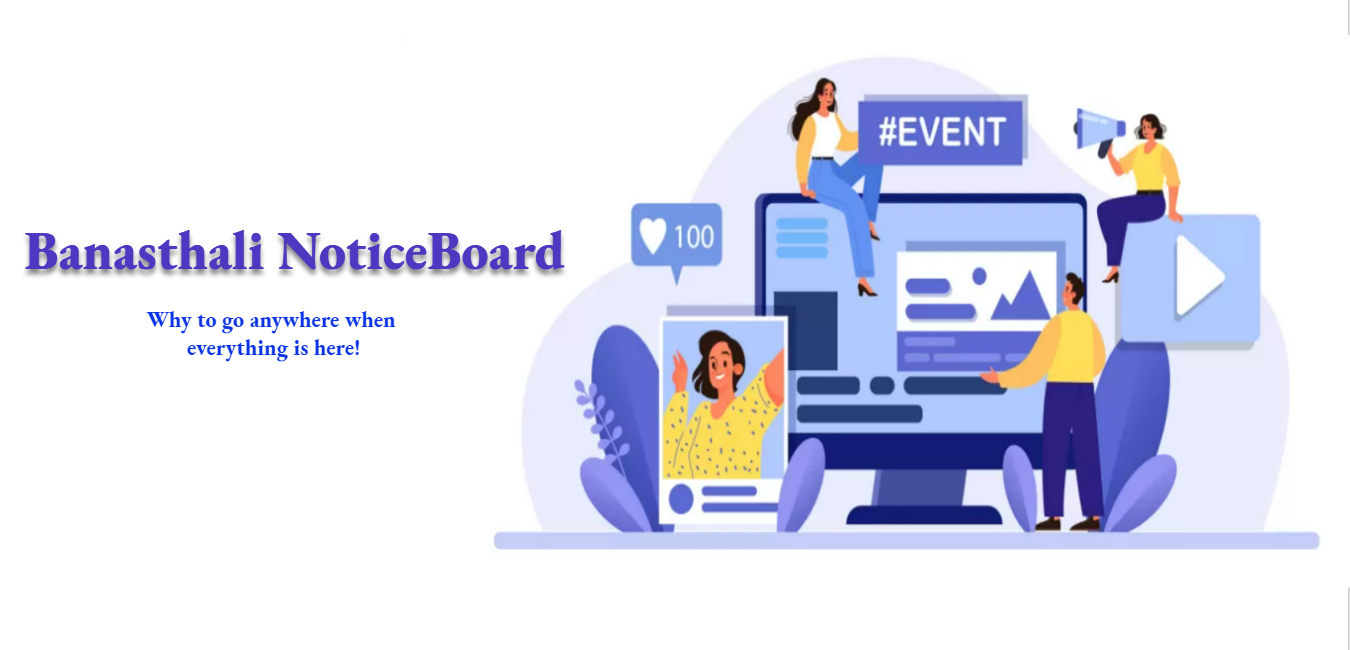 Banasthali NoticeBoard
Why to go anywhere when
everything is here!
#EVENT
100